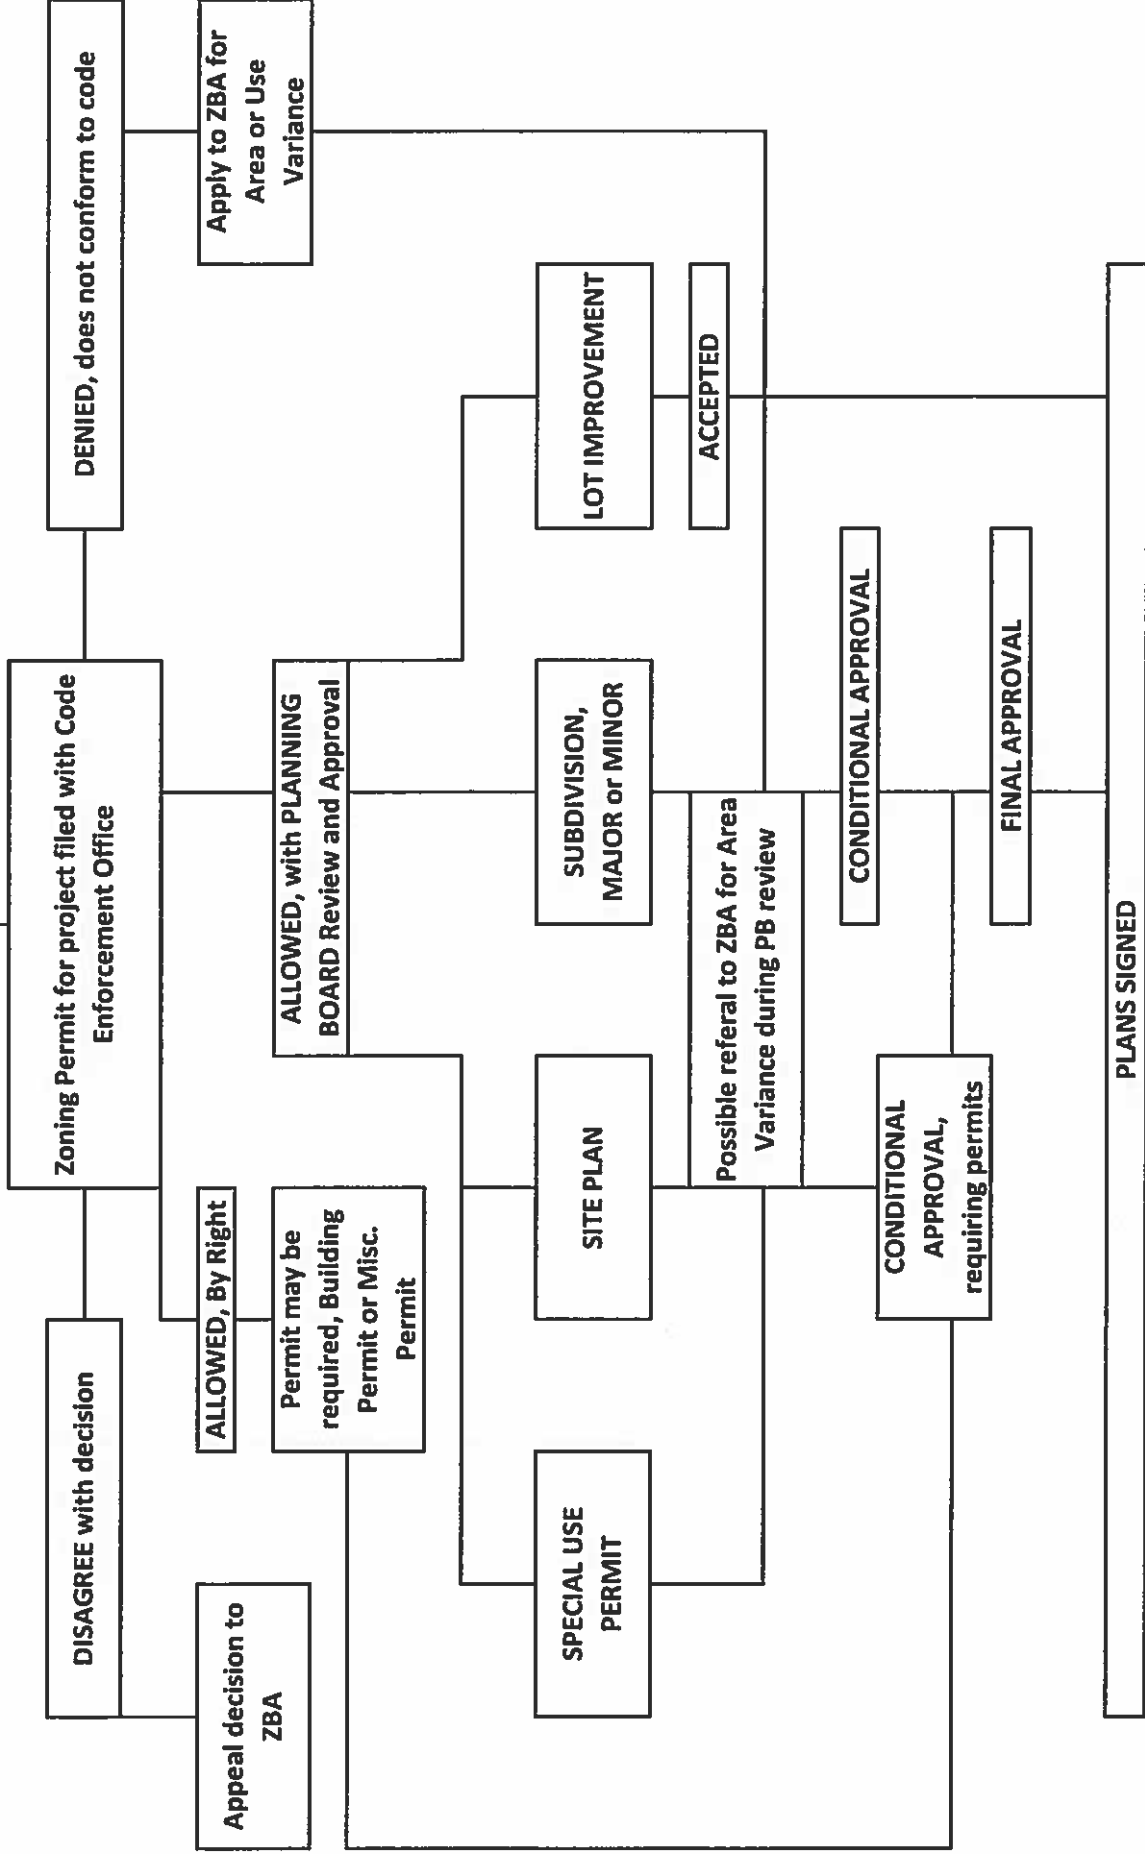 Zoning Permit for project filed with Code
Enforcement Office
DISAGREE with decision
DENIED, does not conform to code
Appeal decision to
ZBA
ALLOWED, By Right
Apply to ZBA for
Area or Use
Variance
Permit may be
required, Building
Permit or Misc.
Permit
ALLOWED, with PLANNING
BOARD Review and Approval
SPECIAL USE
PERMIT
SITE PLAN
SUBDIVISION,
MAJOR or MINOR
LOT IMPROVEMENT
Possible referal to ZBA for Area
Variance during PB review
ACCEPTED
CONDITIONAL APPROVAL
CONDITIONAL
APPROVAL,
requiring permits
FINAL APPROVAL
PLANS SIGNED